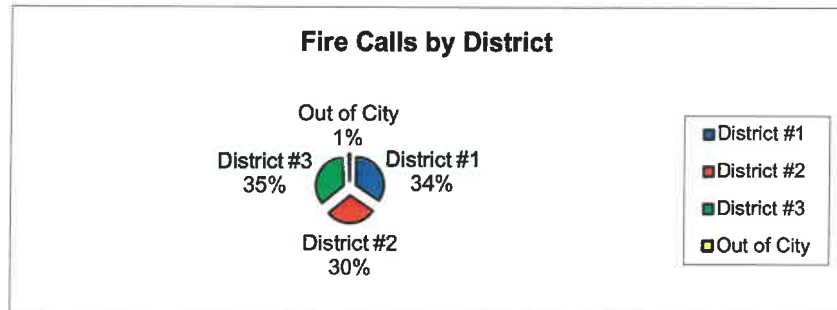 Fire Calls by District
Out of City
1%
District #3
35%
District #1
34%
District #2
30%
District #1
District #2
District #3
Out of City